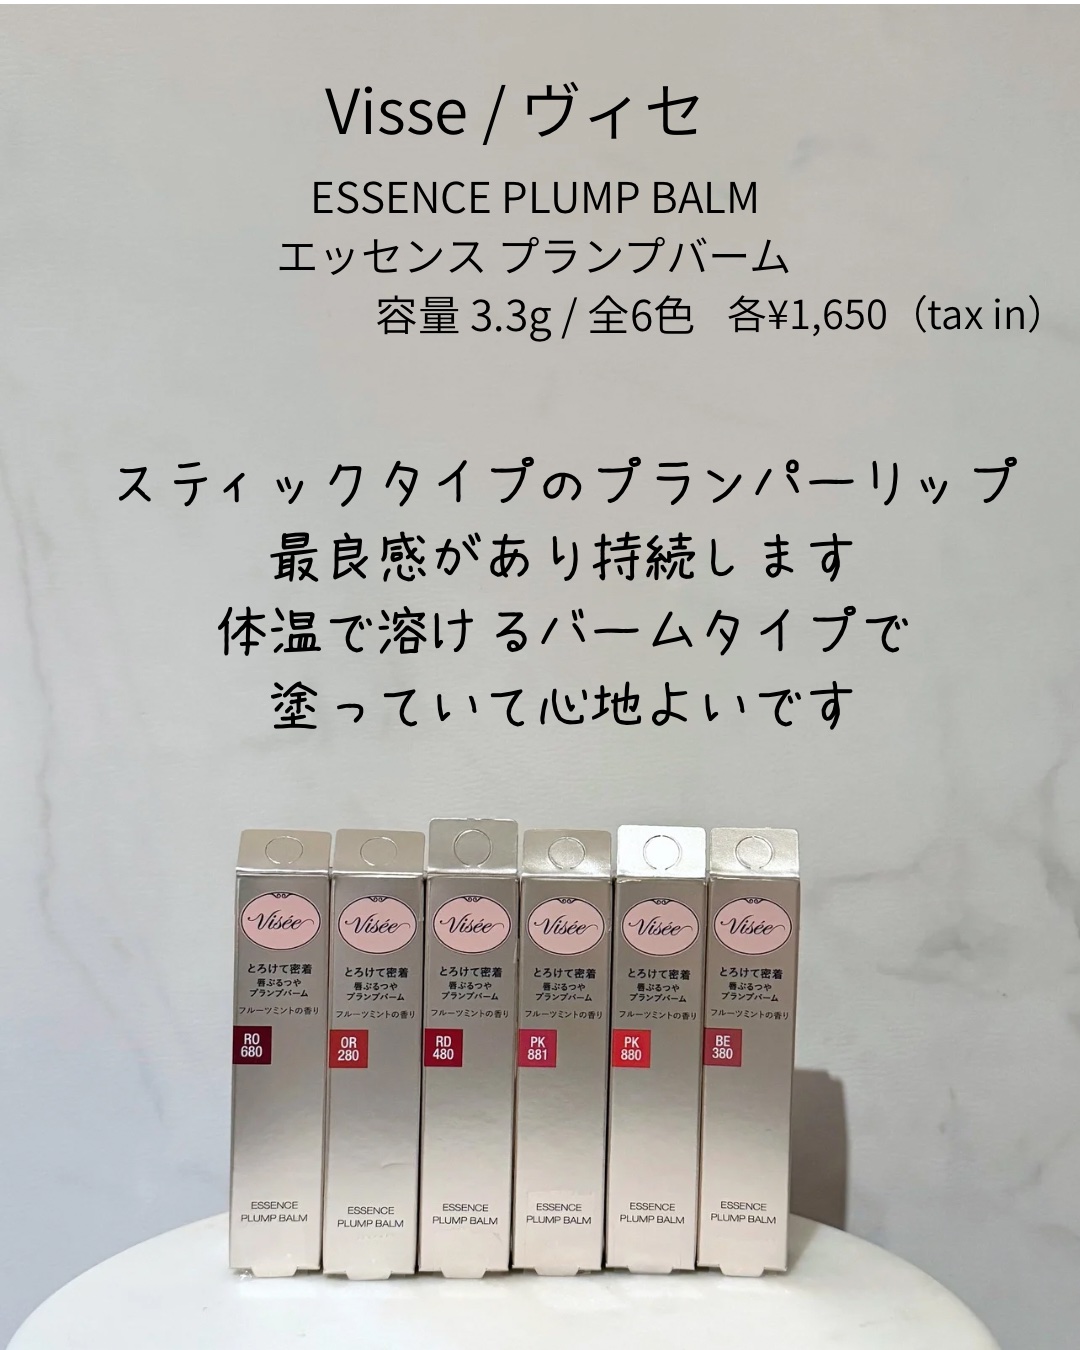 Visse / ヴィセ
ESSENCE PLUMP BALM
エッセンス プランプバーム
容量 3.3g / 全6色 各¥1,650（tax in）
スティックタイプのプランパーリップ
最良感があり持続します
体温で溶けるバームタイプで
塗っていて心地よいです
Visée
とろけて密着
唇ぷるつや
プランプバーム
フルーツミントの香り
RO
680
ESSENCE
PLUMP BALM
Visée
とろけて密着
唇ぷるつや
プランプバーム
フルーツミントの香り
OR
280
ESSENCE
PLUMP BALM
Visée
とろけて密着
唇ぷるつや
プランプバーム
フルーツミントの香り
RD
480
ESSENCE
PLUMP BALM
Visée
とろけて密着
唇ぷるつや
プランプバーム
フルーツミントの香り
PK
881
ESSENCE
PLUMP BALM
Visée
とろけて密着
唇ぷるつや
プランプバーム
フルーツミントの香り
PK
880
ESSENCE
PLUMP BALM
Visée
とろけて密着
唇ぷるつや
プランプバーム
フルーツミントの香り
BE
380
ESSENCE
PLUMP BALM